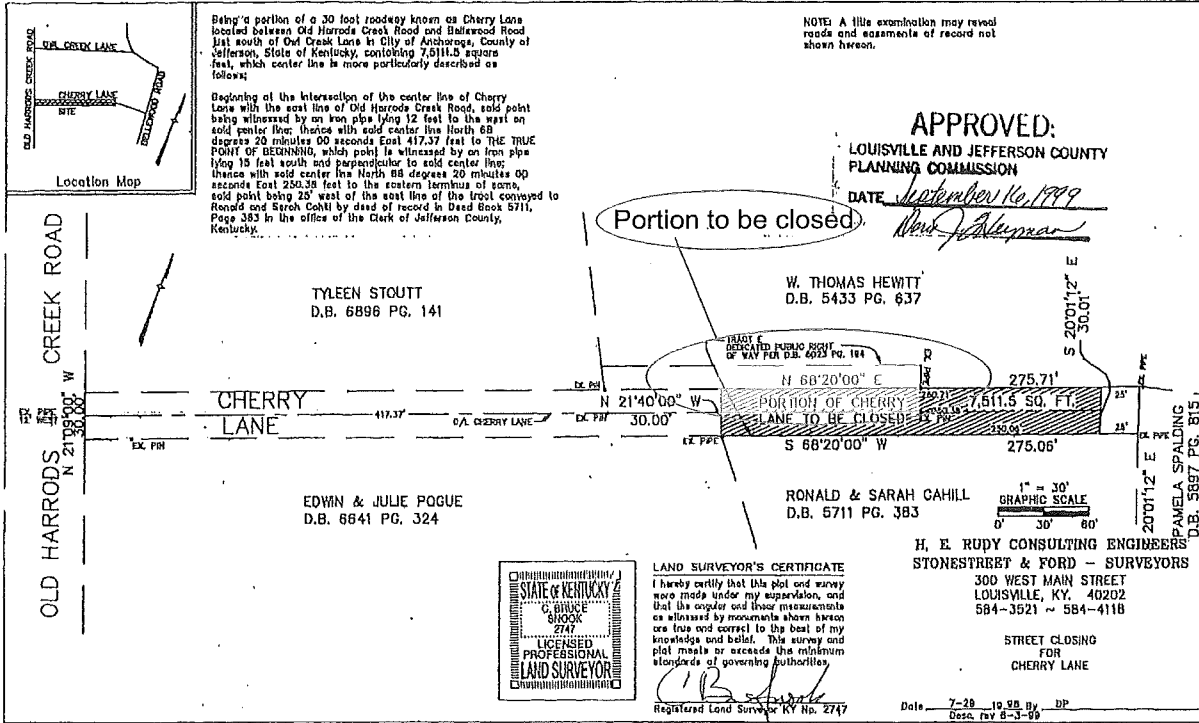 OLD HARRODS CREEK ROAD
OWL CREEK LANE
CHERRY LANE
SITE
BELLEWOOD ROAD
Location Map
Being a portion of a 30 foot roadway known as Cherry Lane
located between Old Harrods Creek Road and Bellewood Road
just south of Owl Creek Lane in City of Anchorage, County of
Jefferson, State of Kentucky, containing 7,5111.5 square
feet, which center line is more particularly described as
follows;
Beginning at the intersection of the center line of Cherry
Lane with the east line of Old Harrods Creek Road, said point
being witnessed by an iron pipe lying 12 feet to the west on
said center line; thence with said center line North 68
degrees 20 minutes 00 seconds East 417.37 feet to THE TRUE
POINT OF BEGINNING, which point is witnessed by an iron pipe
lying 15 feet south and perpendicular to said center line;
thence with said center line North 68 degrees 20 minutes 00
seconds East 250.38 feet to the eastern terminus of same,
said point being 25' west of the east line of the tract conveyed to
Ronald and Sarah Cahill by deed of record in Deed Book 5711,
Page 383 in the office of the Clerk of Jefferson County,
Kentucky.
NOTE: A title examination may reveal
roads and easements of record not
shown hereon.
APPROVED:
LOUISVILLE AND JEFFERSON COUNTY
PLANNING COMMISSION
DATE September 16, 1999
Portion to be closed
TYLEEN STOUTT
D.B. 6896 PG. 141
W. THOMAS HEWITT
D.B. 5433 PG. 637
S 20°01'12" E
30.01'
TRACT E
DEDICATED PUBLIC RIGHT
OF WAY PER D.B. 6023 PG. 184
EX. PIPE
N 68°20'00" E
275.71'
OLD HARRODS CREEK ROAD
N 21°09'00" W
30.00'
EX. PIPE
12' WEST
CHERRY
LANE
417.37'
C/L CHERRY LANE
EX. PIN
EX. PIN
EX. PIN
N 21°40'00" W
30.00'
PORTION OF CHERRY
LANE TO BE CLOSED
250.71'
7,511.5 SQ. FT.
250.38'
EX. PIN
250.06'
25'
25'
EX. PIPE
EX. PIPE
EX. PIPE
S 68°20'00" W
275.06'
20°01'12" E
PAMELA SPALDING
D.B. 5897 PG. 815
EDWIN & JULIE POGUE
D.B. 6641 PG. 324
RONALD & SARAH CAHILL
D.B. 5711 PG. 383
1" = 30'
GRAPHIC SCALE
0' 30' 60'
H. E. RUDY CONSULTING ENGINEERS
STONESTREET & FORD - SURVEYORS
300 WEST MAIN STREET
LOUISVILLE, KY. 40202
584-3521 ~ 584-4118
STREET CLOSING
FOR
CHERRY LANE
STATE OF KENTUCKY
C. BRUCE
SNOOK
2747
LICENSED
PROFESSIONAL
LAND SURVEYOR
LAND SURVEYOR'S CERTIFICATE
I hereby certify that this plat and survey
were made under my supervision, and
that the angular and linear measurements
as witnessed by monuments shown hereon
are true and correct to the best of my
knowledge and belief. This survey and
plat meets or exceeds the minimum
standards of governing authorities.
Registered Land Surveyor KY No. 2747
Date 7-29 19 98 By DP
Desc. rev 6-3-99